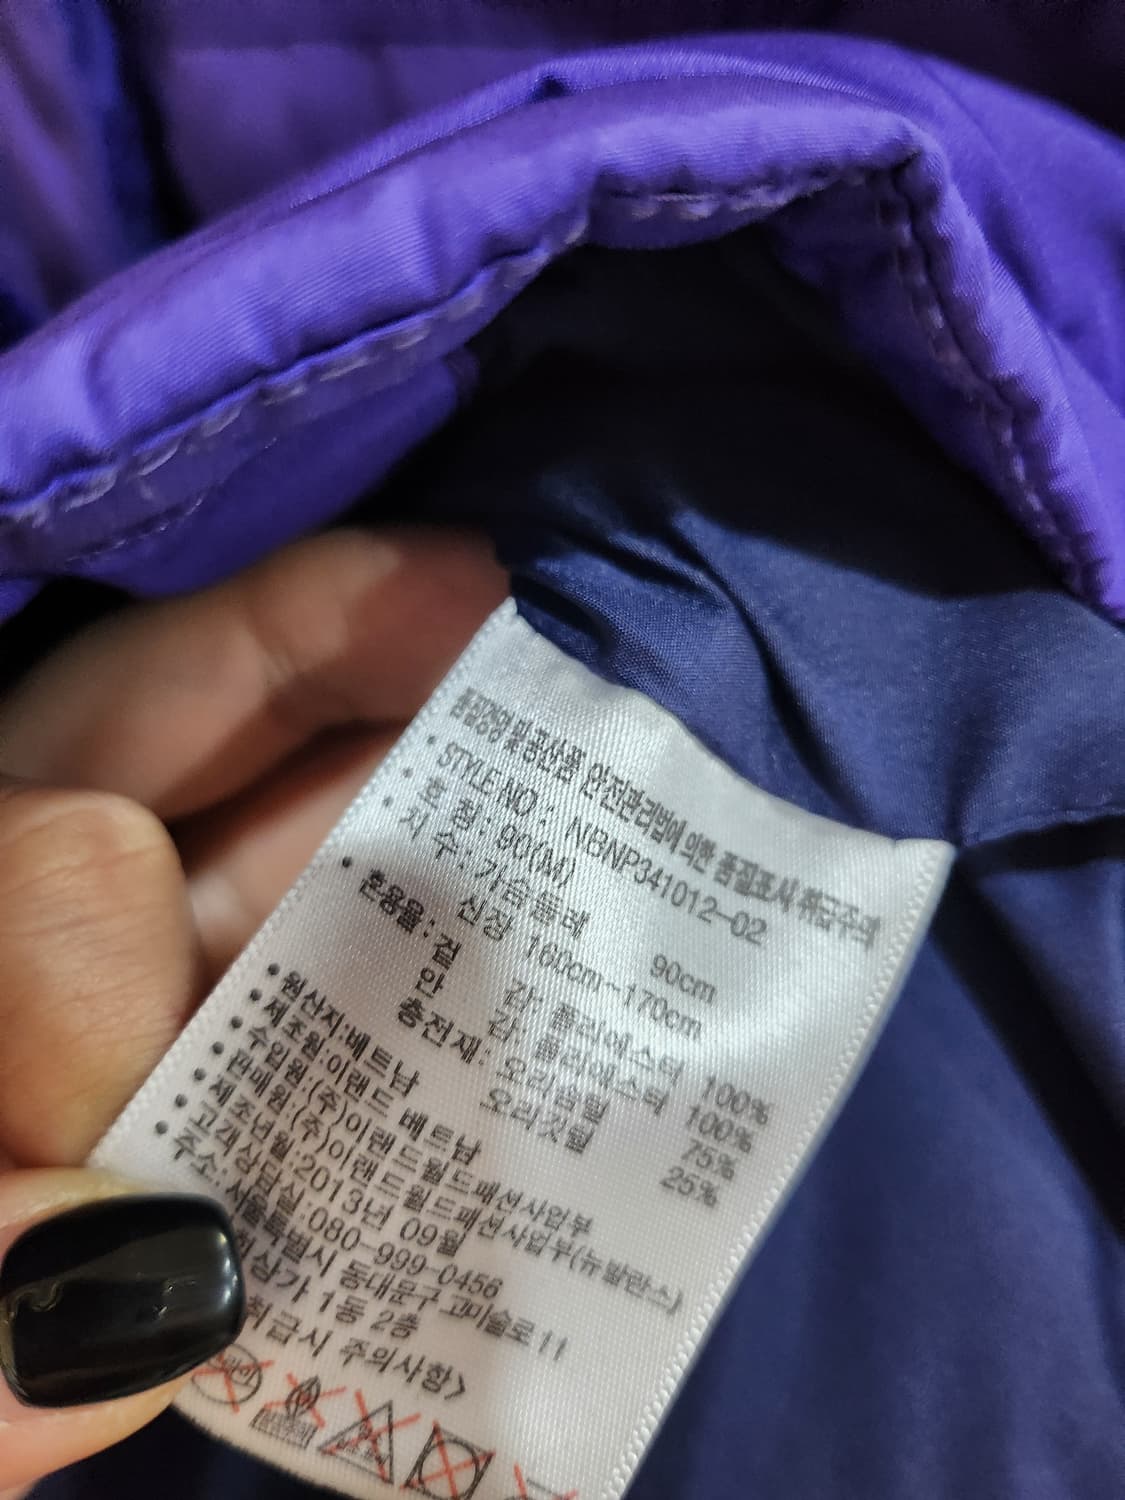 품질경영 및 공산품 안전관리법에 의한 품질표시 취급주의
• STYLE NO : NBNP341012-02
• 호 칭 : 90(M)
• 치 수 : 가슴둘레 90cm
신장 160cm~170cm
• 혼용율 : 겉 감: 폴리에스터 100%
안 감: 폴리에스터 100%
충전재: 오리솜털 75%
오리깃털 25%
• 원산지:베트남
• 제조원:이랜드 베트남
• 수입원:(주)이랜드월드패션사업부
• 판매원:(주)이랜드월드패션사업부(뉴발란스)
• 제조년월:2013년 09월
• 고객상담실:080-999-0456
• 주소:서울특별시 동대문구 고미술로 11
상가 1동 2층
취급시 주의사항>